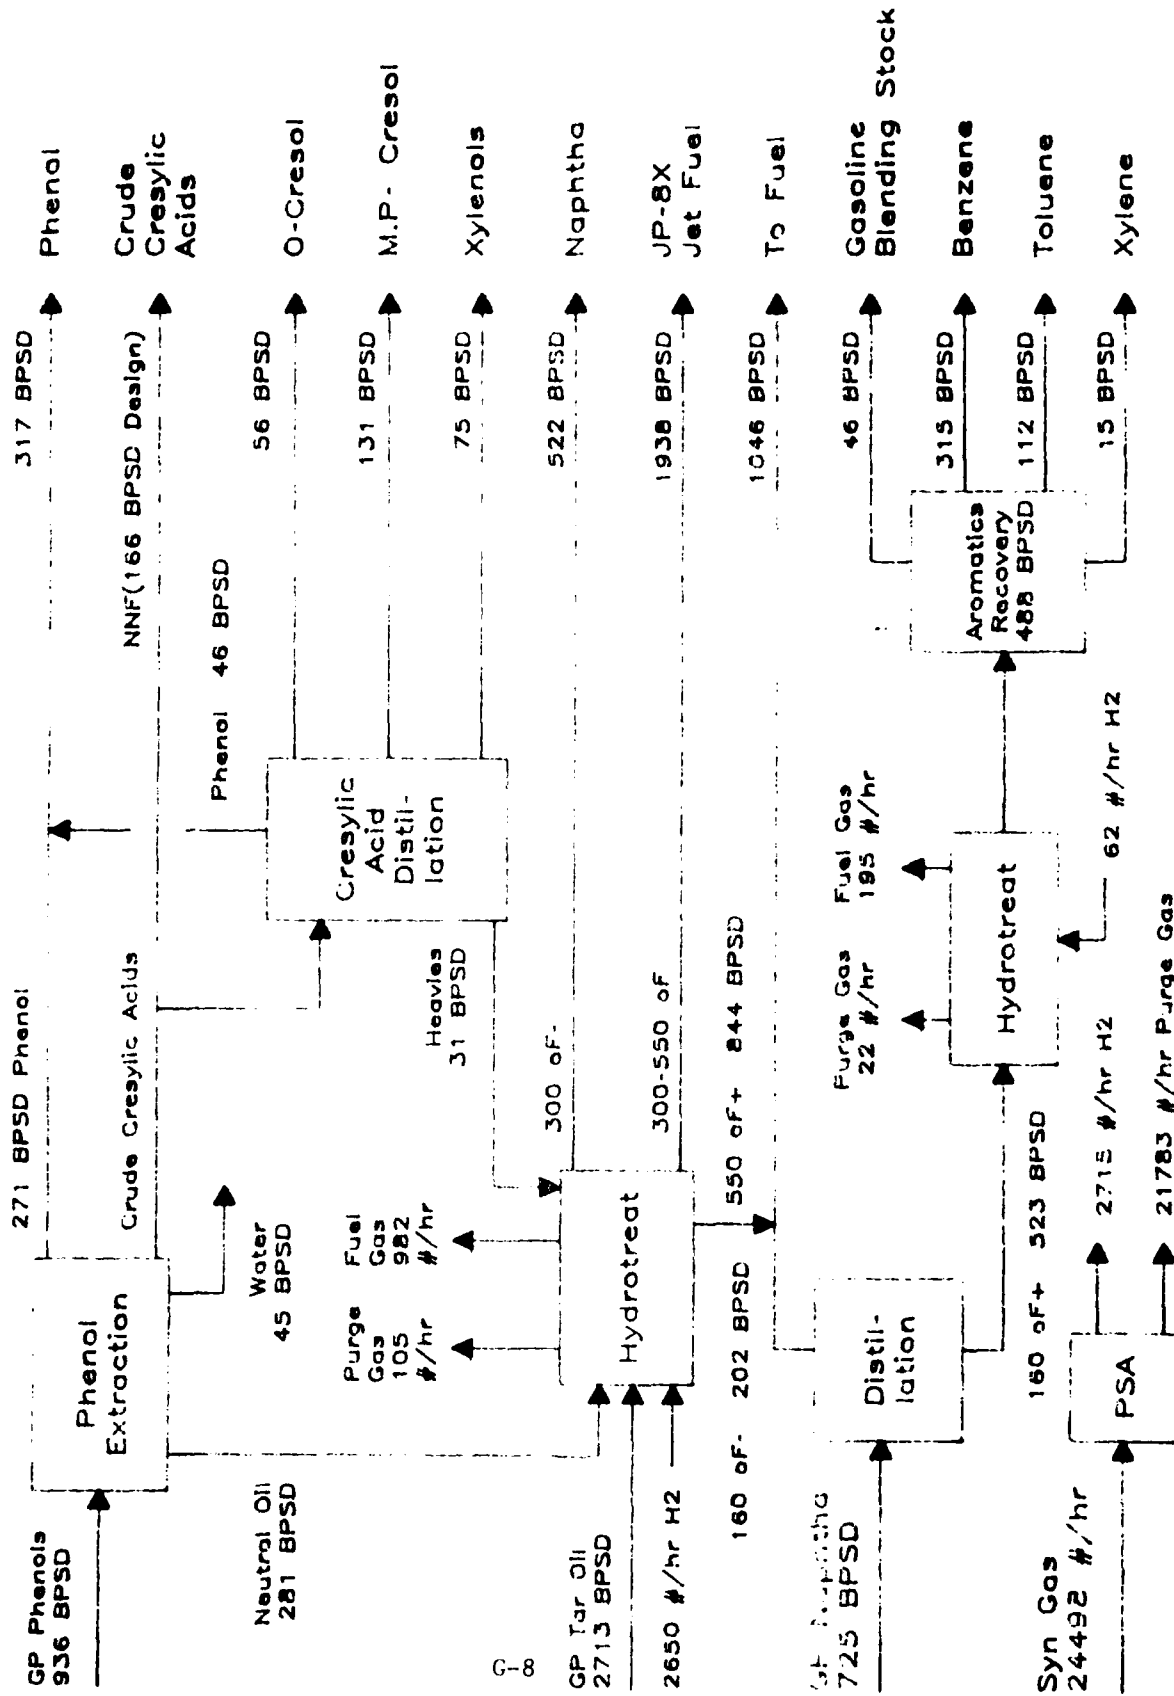 GP Phenols
936 BPSD
Phenol
Extraction
271 BPSD Phenol
317 BPSD
Phenol
Crude Cresylic Acids
NNF(166 BPSD Design)
Crude
Cresylic
Acids
Water
45 BPSD
Neutral Oil
281 BPSD
Phenol 46 BPSD
Cresylic
Acid
Distil-
lation
56 BPSD
O-Cresol
131 BPSD
M.P- Cresol
75 BPSD
Xylenols
Heavies
31 BPSD
Purge
Gas
105
#/hr
Fuel
Gas
982
#/hr
GP Tar Oil
2713 BPSD
2650 #/hr H2
Hydrotreat
300 oF-
522 BPSD
Naphtha
300-550 oF
1938 BPSD
JP-8X
Jet Fuel
550 oF+ 844 BPSD
160 oF- 202 BPSD
1046 BPSD
To Fuel
725 BPSD
Distil-
lation
160 oF+ 523 BPSD
Purge Gas
22 #/hr
Fuel Gas
195 #/hr
Hydrotreat
62 #/hr H2
Aromatics
Recovery
488 BPSD
46 BPSD
Gasoline
Blending Stock
315 BPSD
Benzene
112 BPSD
Toluene
15 BPSD
Xylene
Syn Gas
24492 #/hr
PSA
2715 #/hr H2
21783 #/hr Purge Gas
G-8